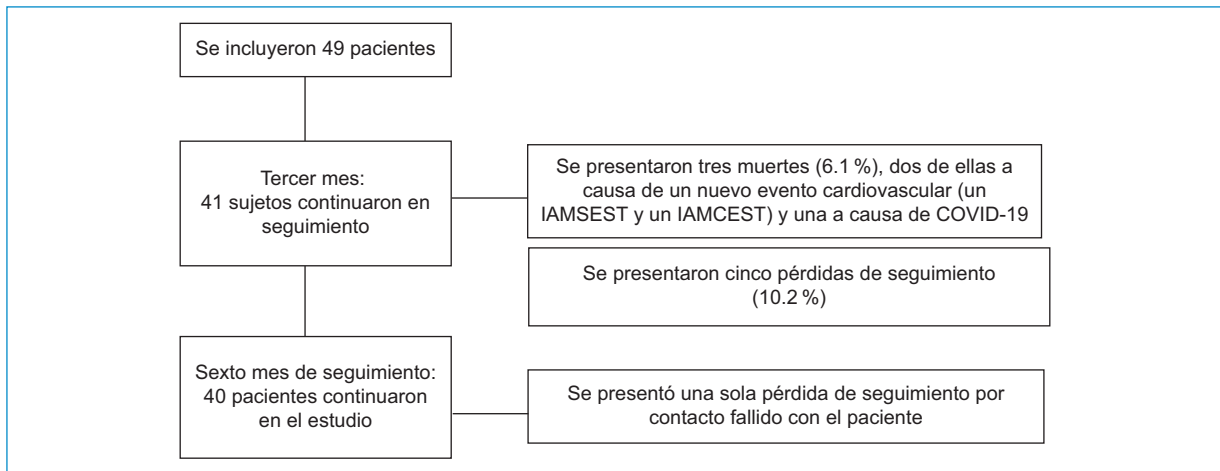 Se incluyeron 49 pacientes
Tercer mes:
41 sujetos continuaron en
seguimiento
Se presentaron tres muertes (6.1 %), dos de ellas a
causa de un nuevo evento cardiovascular (un
IAMSEST y un IAMCEST) y una a causa de COVID-19
Se presentaron cinco pérdidas de seguimiento
(10.2 %)
Sexto mes de seguimiento:
40 pacientes continuaron
en el estudio
Se presentó una sola pérdida de seguimiento por
contacto fallido con el paciente